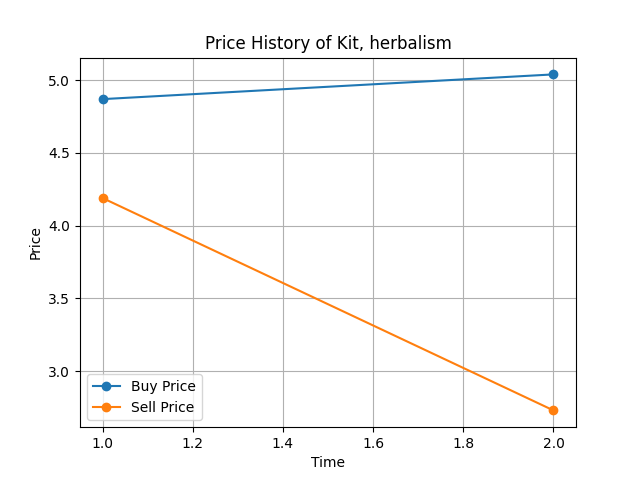 Price History of Kit, herbalism
5.0
4.5
4.0
3.5
3.0
Price
Buy Price
Sell Price
1.0 1.2 1.4 1.6 1.8 2.0
Time